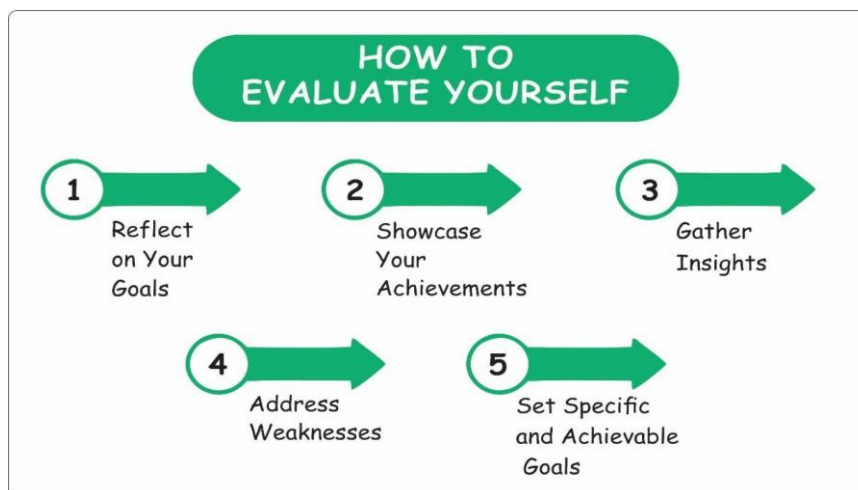 HOW TO
EVALUATE YOURSELF
1
Reflect
on Your
Goals
2
Showcase
Your
Achievements
3
Gather
Insights
4
Address
Weaknesses
5
Set Specific
and Achievable
Goals